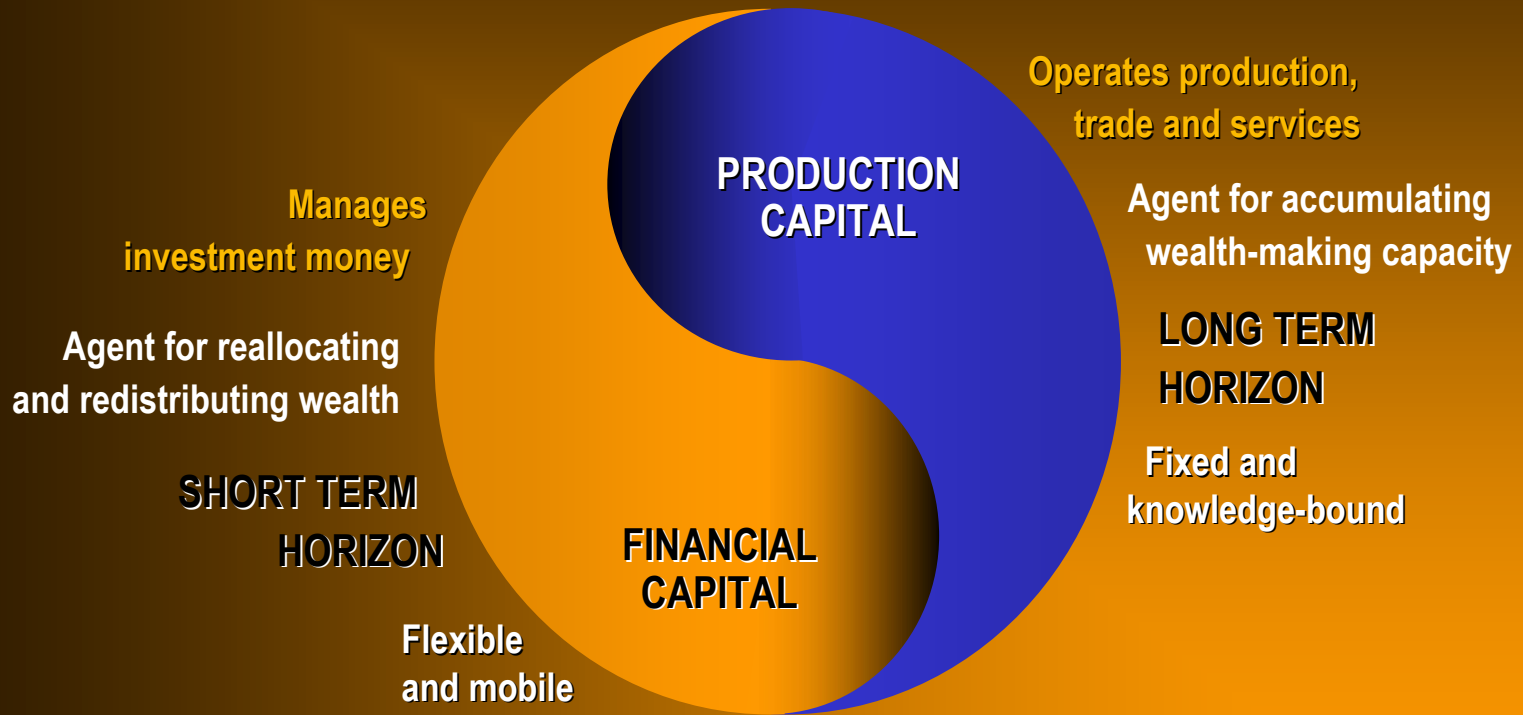 Manages
investment money
Agent for reallocating
and redistributing wealth
SHORT TERM
HORIZON
Flexible
and mobile
PRODUCTION
CAPITAL
FINANCIAL
CAPITAL
Operates production,
trade and services
Agent for accumulating
wealth-making capacity
LONG TERM
HORIZON
Fixed and
knowledge-bound